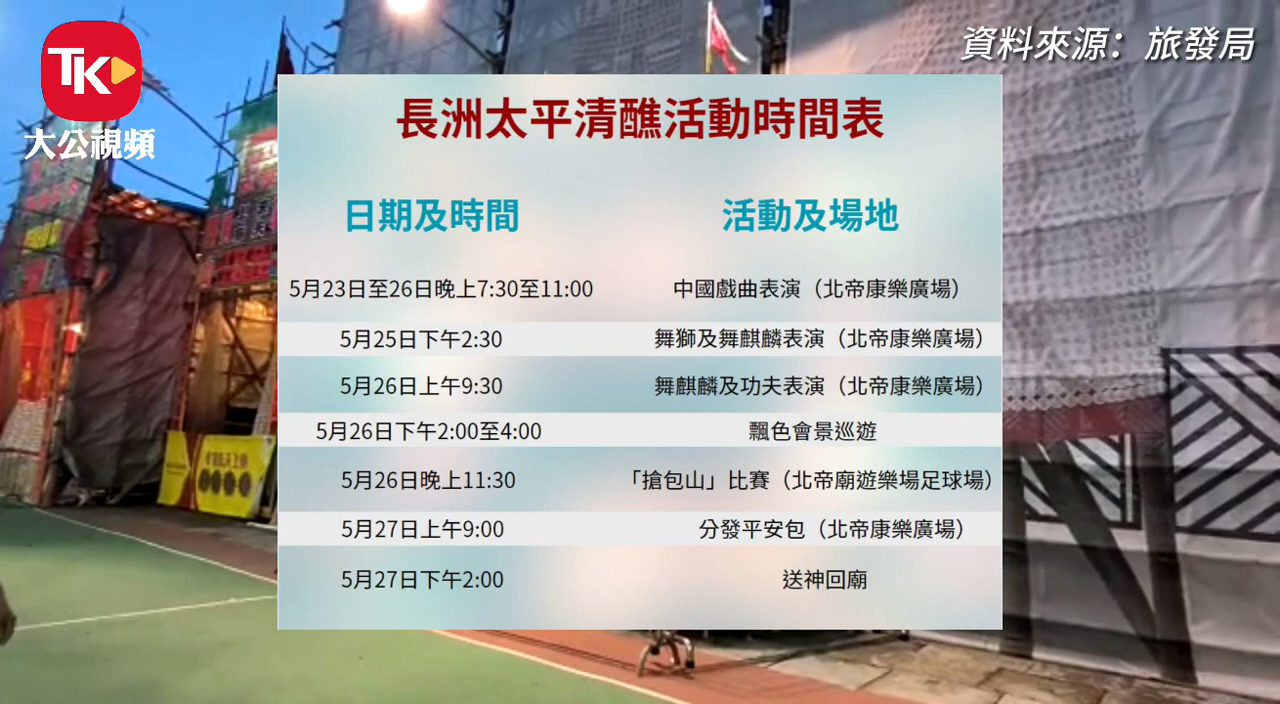 TK
大公視頻
資料來源：旅發局
長洲太平清醮活動時間表
日期及時間 活動及場地
5月23日至26日晚上7:30至11:00 中國戲曲表演（北帝康樂廣場）
5月25日下午2:30 舞獅及舞麒麟表演（北帝康樂廣場）
5月26日上午9:30 舞麒麟及功夫表演（北帝康樂廣場）
5月26日下午2:00至4:00 飄色會景巡遊
5月26日晚上11:30 「搶包山」比賽（北帝廟遊樂場足球場）
5月27日上午9:00 分發平安包（北帝康樂廣場）
5月27日下午2:00 送神回廟